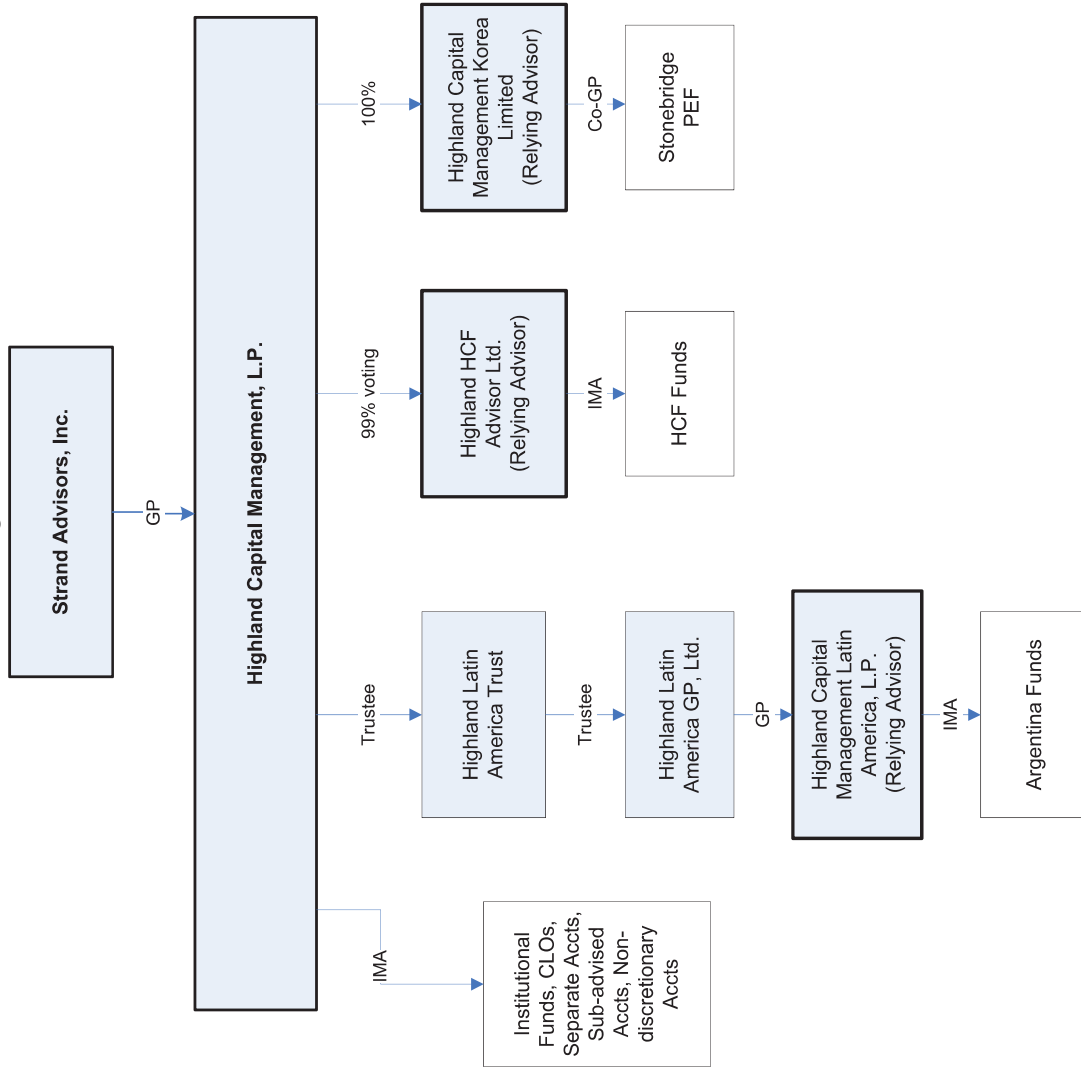 Strand Advisors, Inc.
GP
Highland Capital Management, L.P.
IMA
Institutional
Funds, CLOs,
Separate Accts,
Sub-advised
Accts, Non-
discretionary
Accts
Trustee
Highland Latin
America Trust
Trustee
Highland Latin
America GP, Ltd.
GP
Highland Capital
Management Latin
America, L.P.
(Relying Advisor)
IMA
Argentina Funds
99% voting
Highland HCF
Advisor Ltd.
(Relying Advisor)
IMA
HCF Funds
100%
Highland Capital
Management Korea
Limited
(Relying Advisor)
Co-GP
Stonebridge
PEF